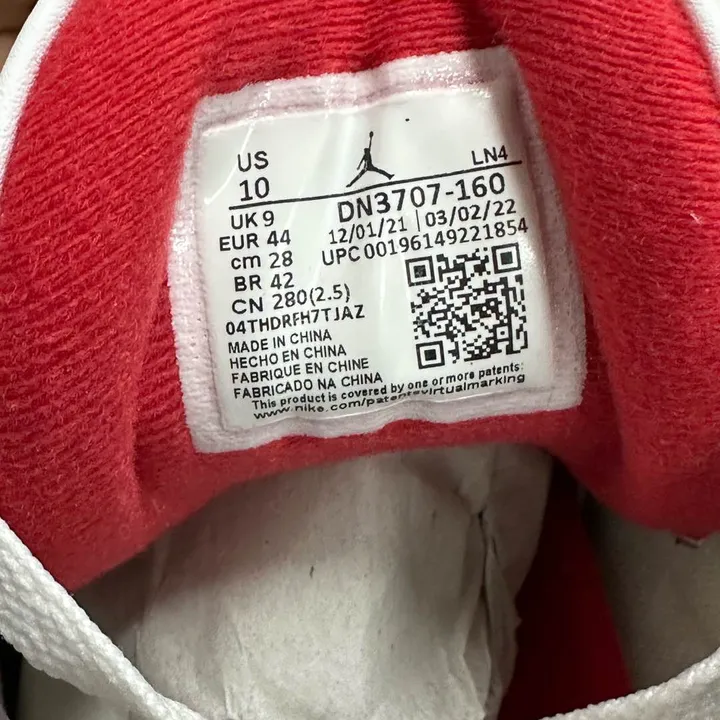 US
10
LN4
UK 9
DN3707-160
EUR 44
12/01/21 | 03/02/22
cm 28
UPC 00196149221854
BR 42
CN 280(2.5)
04THDRFH7TJAZ
MADE IN CHINA
HECHO EN CHINA
FABRIQUE EN CHINE
FABRICADO NA CHINA
This product is covered by one or more patents:
www.nike.com/patentsvirtualmarking